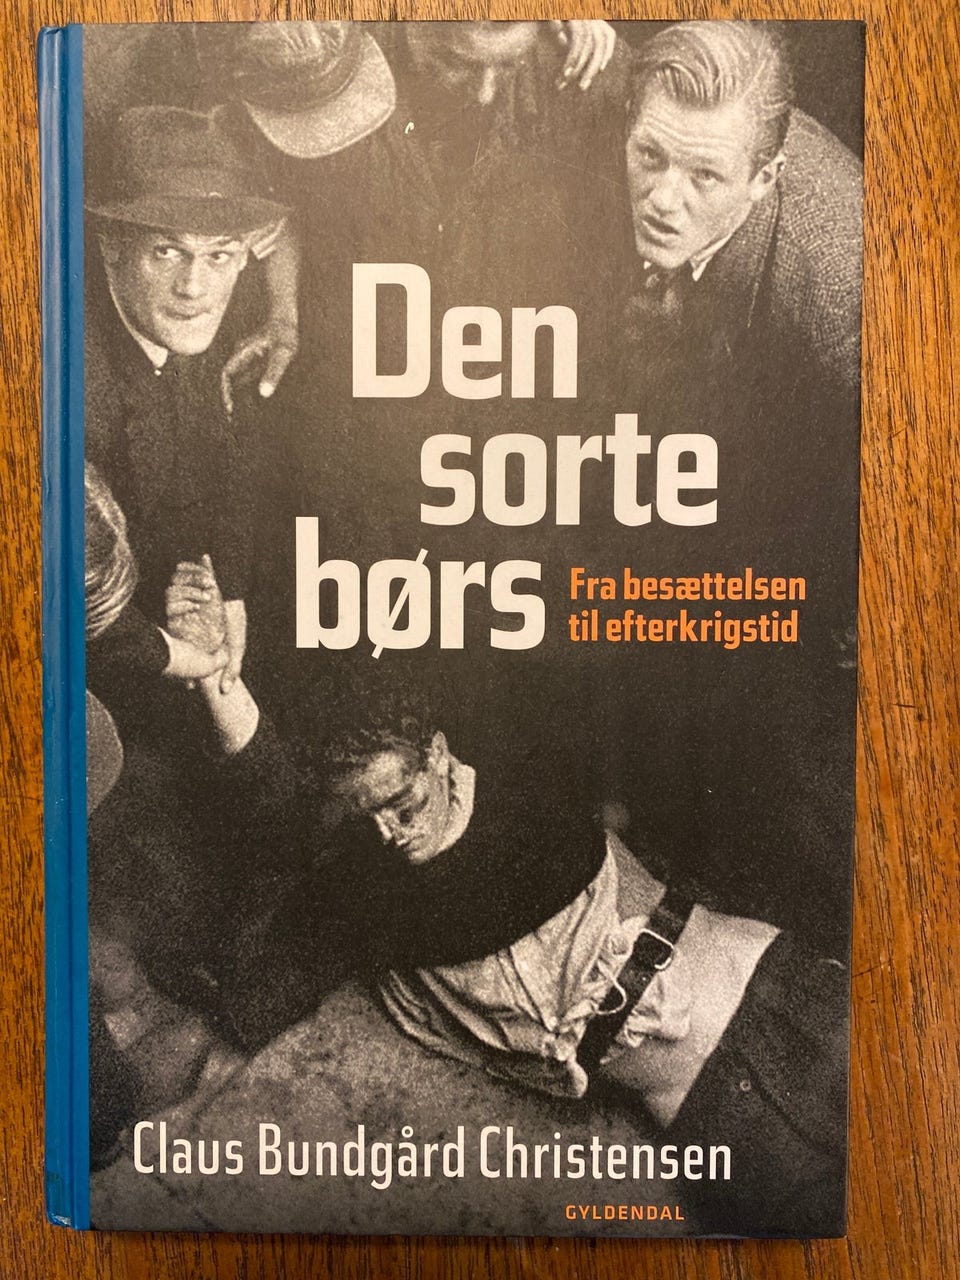 Den
sorte
børs
Fra besættelsen
til efterkrigstid
Claus Bundgård Christensen
GYLDENDAL